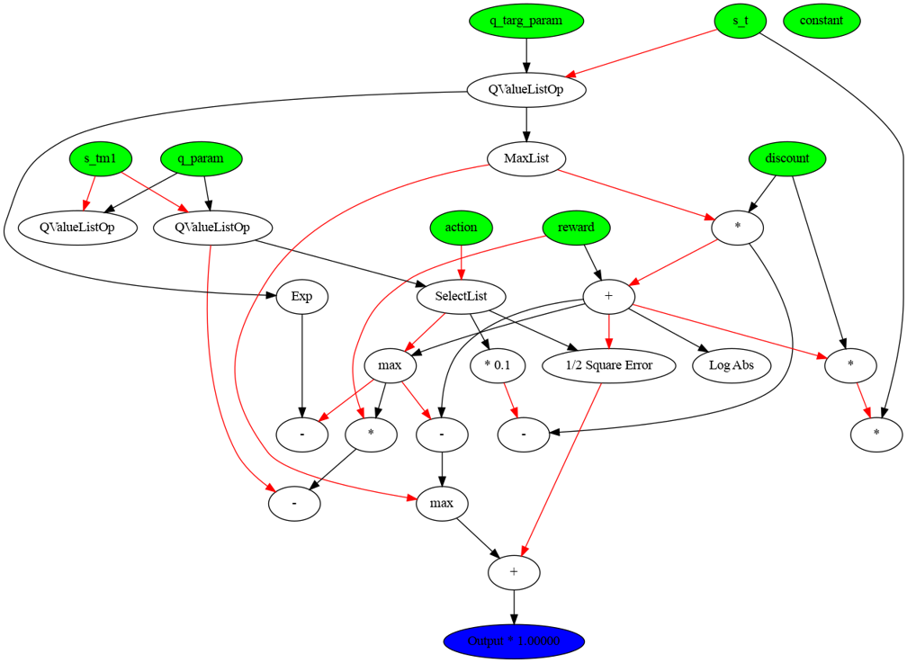 q_targ_param
s_t
constant
QValueListOp
s_tm1
q_param
MaxList
discount
QValueListOp
QValueListOp
action
reward
*
Exp
SelectList
+
max
* 0.1
1/2 Square Error
Log Abs
*
-
*
-
-
*
-
max
+
Output * 1.00000